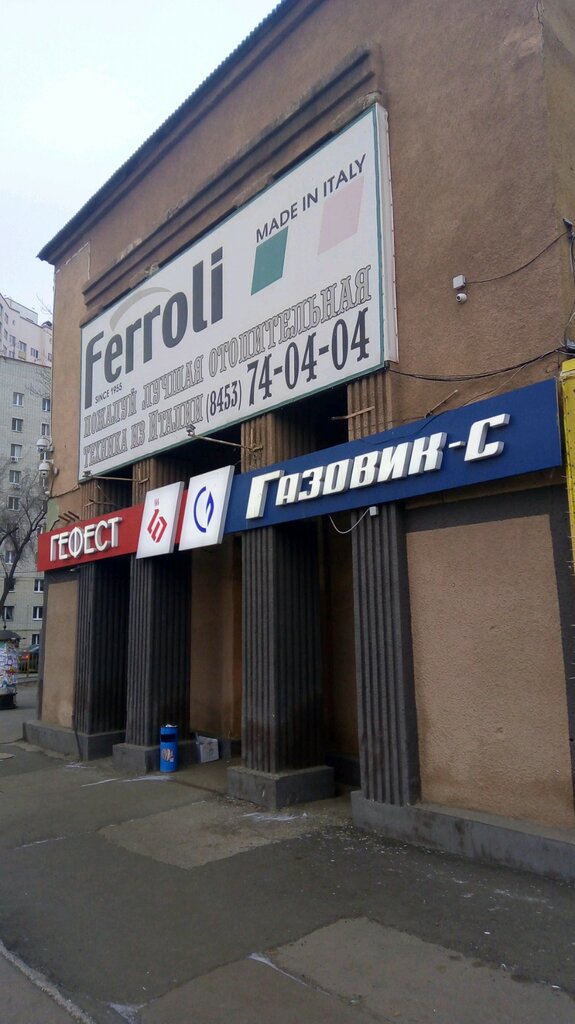 MADE IN ITALY
Ferroli
SINCE 1955
ПОЖАЛУЙ ЛУЧШАЯ ОТОПИТЕЛЬНАЯ
ТЕХНИКА ИЗ ИТАЛИИ (8453) 74-04-04
ГЕФЕСТ
ГАЗОВИК-С